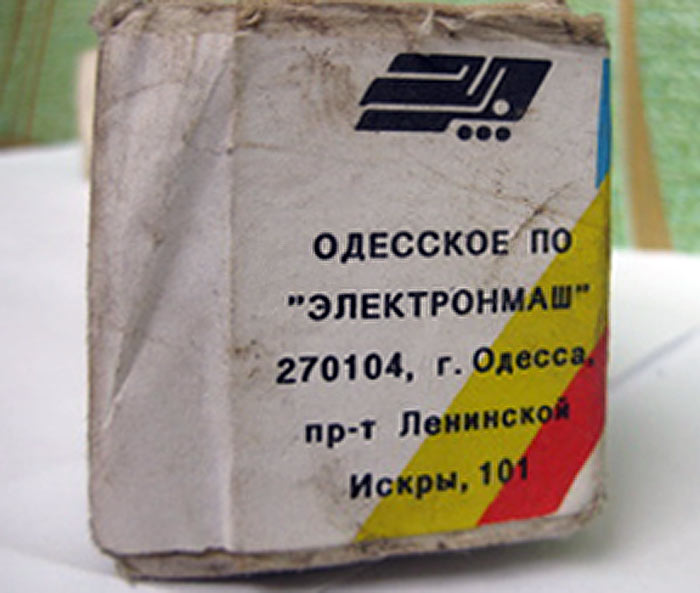 ОДЕССКОЕ ПО
"ЭЛЕКТРОНМАШ"
270104, г. Одесса,
пр-т Ленинской
Искры, 101